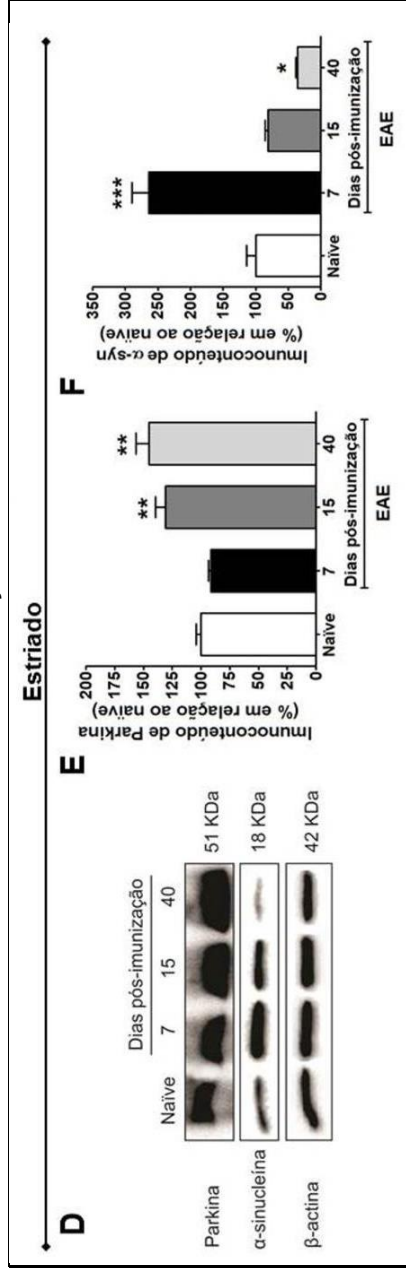 Estriado
D
Dias pós-imunização
Naïve 7 15 40
Parkina 51 KDa
α-sinucleína 18 KDa
β-actina 42 KDa
E
Imunoconteúdo de Parkina
(% em relação ao naïve)
200
175
150
125
100
75
50
25
0
** **
Naïve 7 15 40
Dias pós-imunização
EAE
F
Imunoconteúdo de α-syn
(% em relação ao naïve)
350
300
250
200
150
100
50
0
*** *
Naïve 7 15 40
Dias pós-imunização
EAE